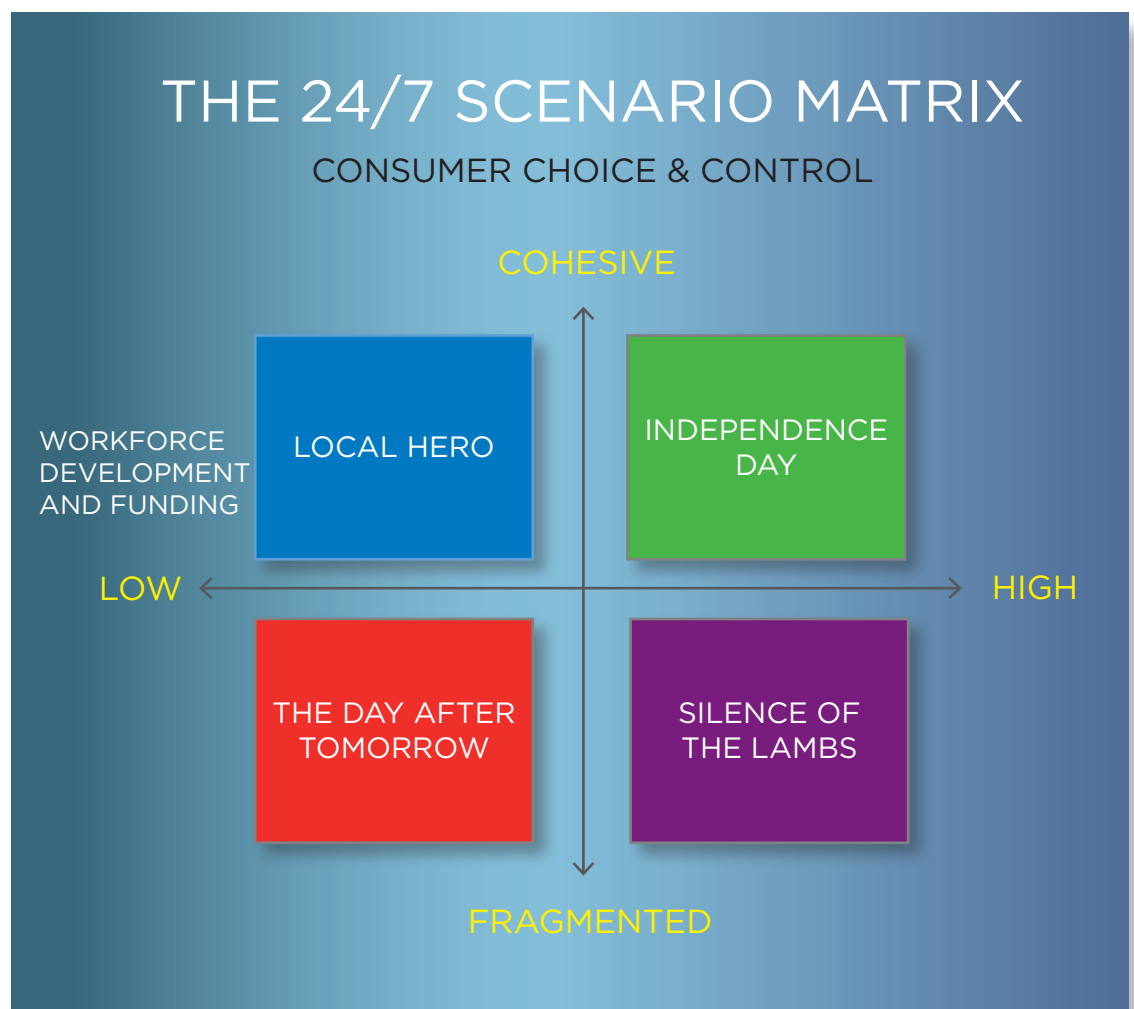 THE 24/7 SCENARIO MATRIX
CONSUMER CHOICE & CONTROL
COHESIVE
WORKFORCE
DEVELOPMENT
AND FUNDING
LOCAL HERO
INDEPENDENCE
DAY
LOW
HIGH
THE DAY AFTER
TOMORROW
SILENCE OF
THE LAMBS
FRAGMENTED